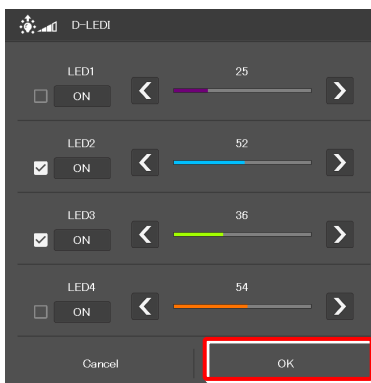 D-LEDI
LED1
25
ON
LED2
52
ON
LED3
36
ON
LED4
54
ON
Cancel
OK